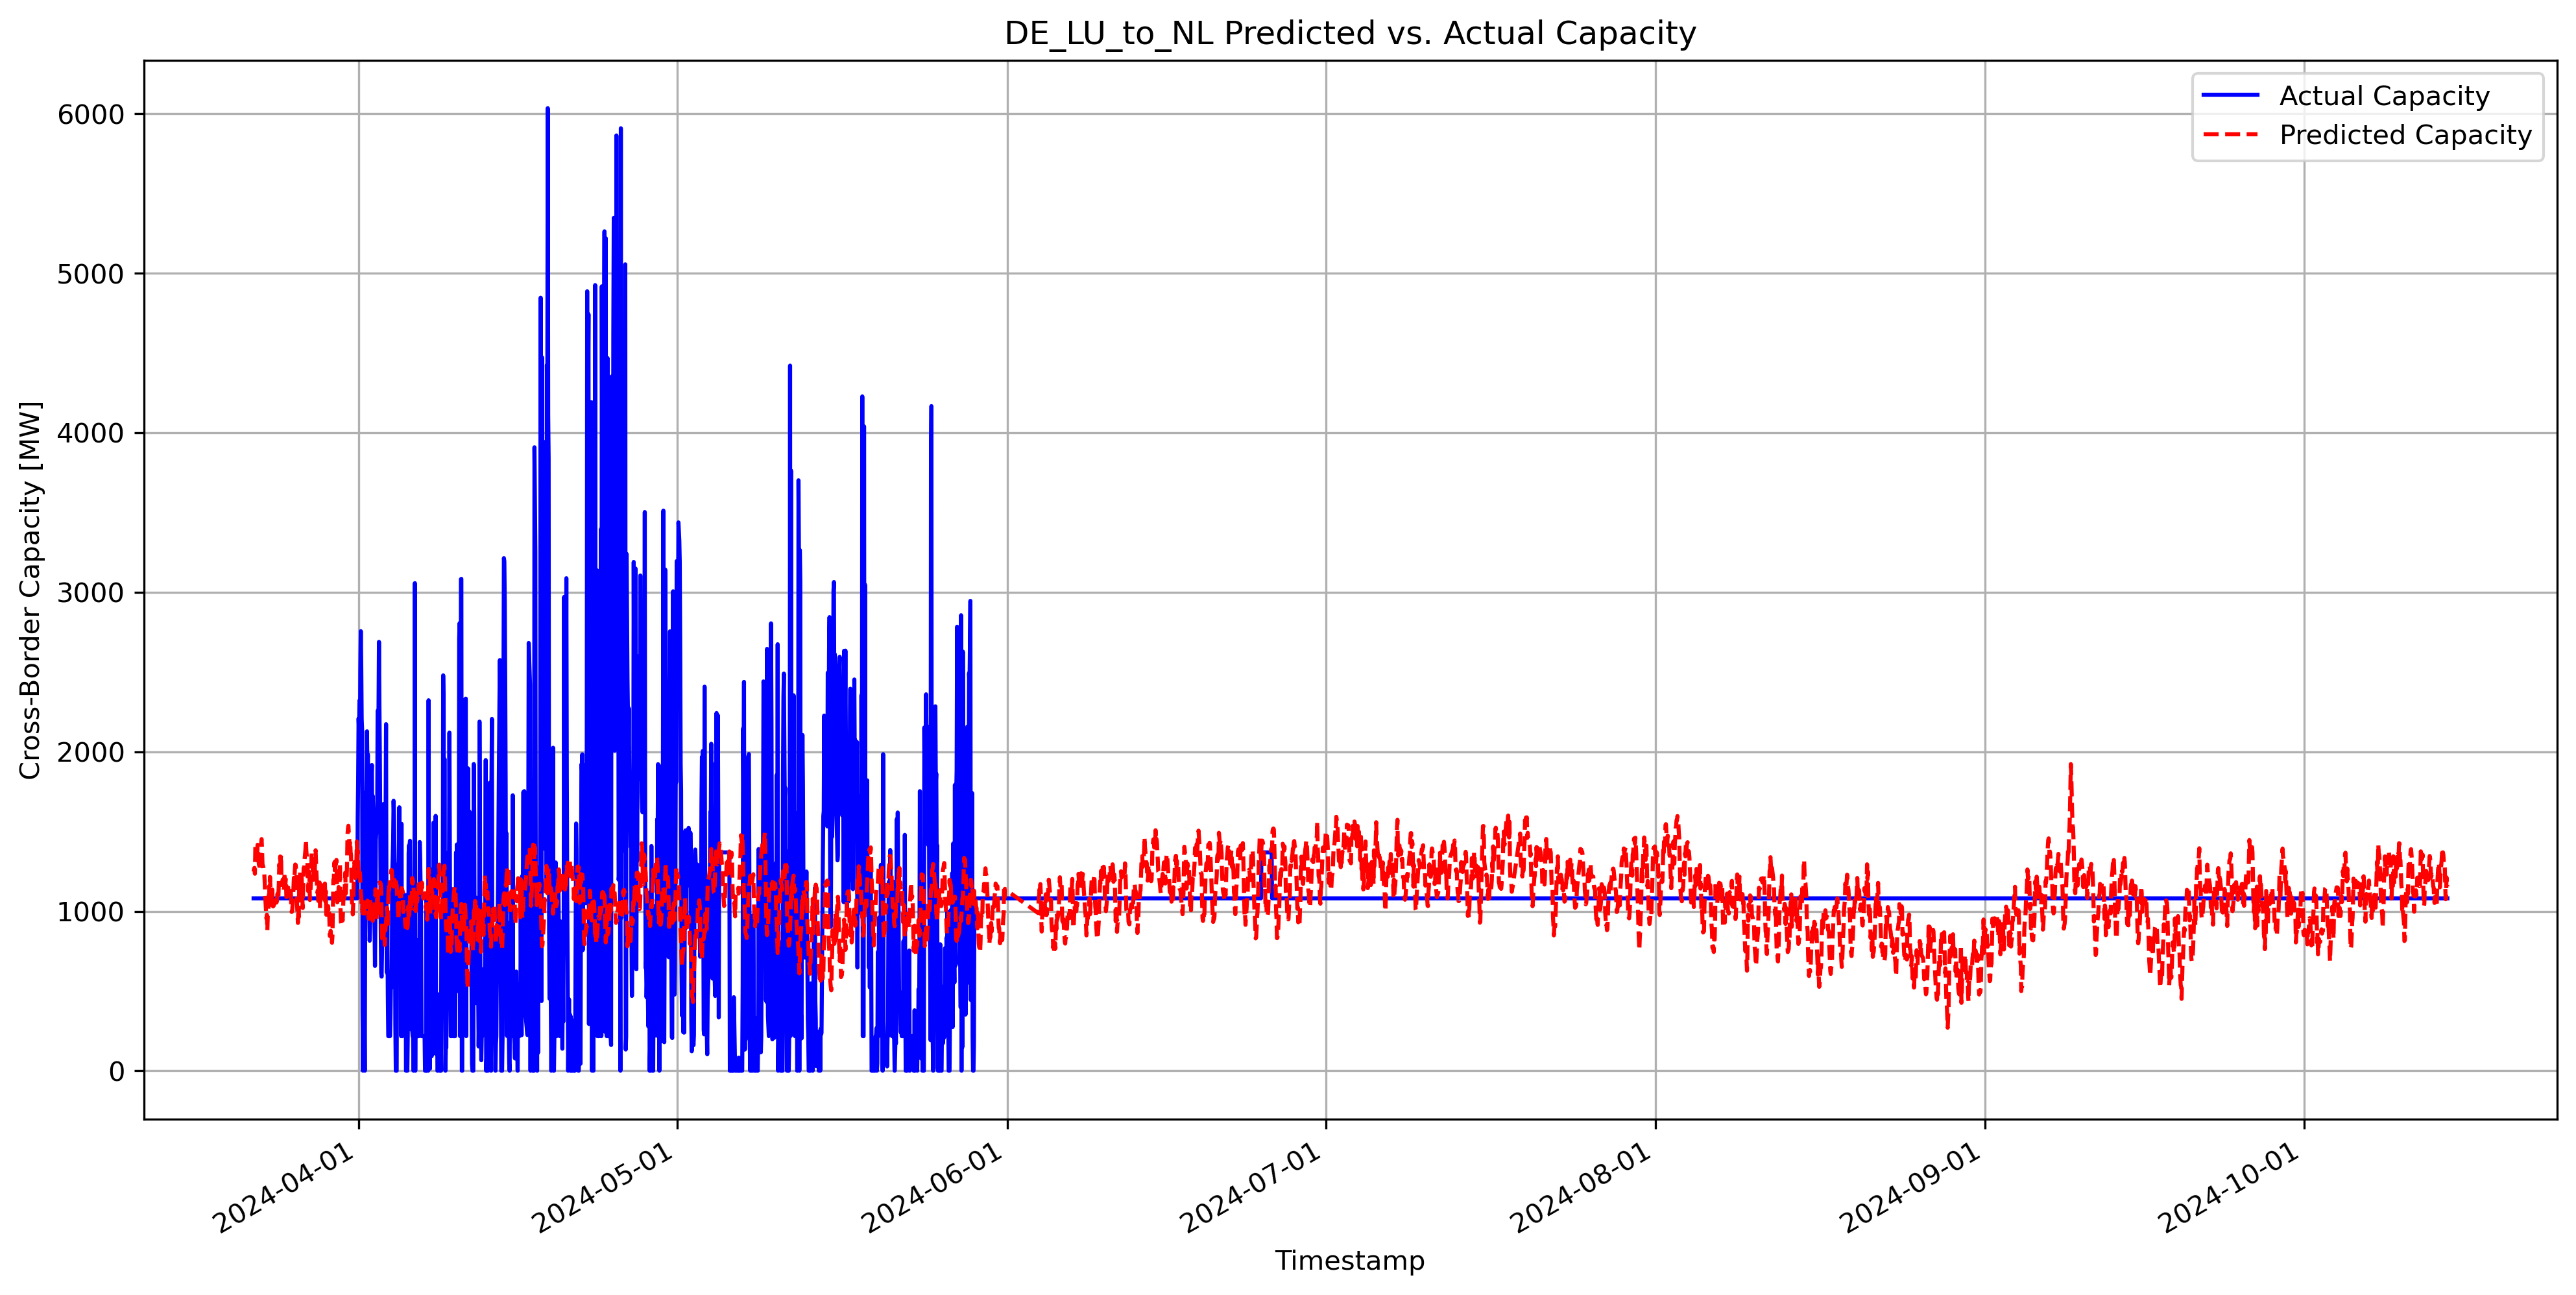 DE_LU_to_NL Predicted vs. Actual Capacity
Actual Capacity
Predicted Capacity
Cross-Border Capacity [MW]
6000
5000
4000
3000
2000
1000
0
2024-04-01
2024-05-01
2024-06-01
2024-07-01
2024-08-01
2024-09-01
2024-10-01
Timestamp